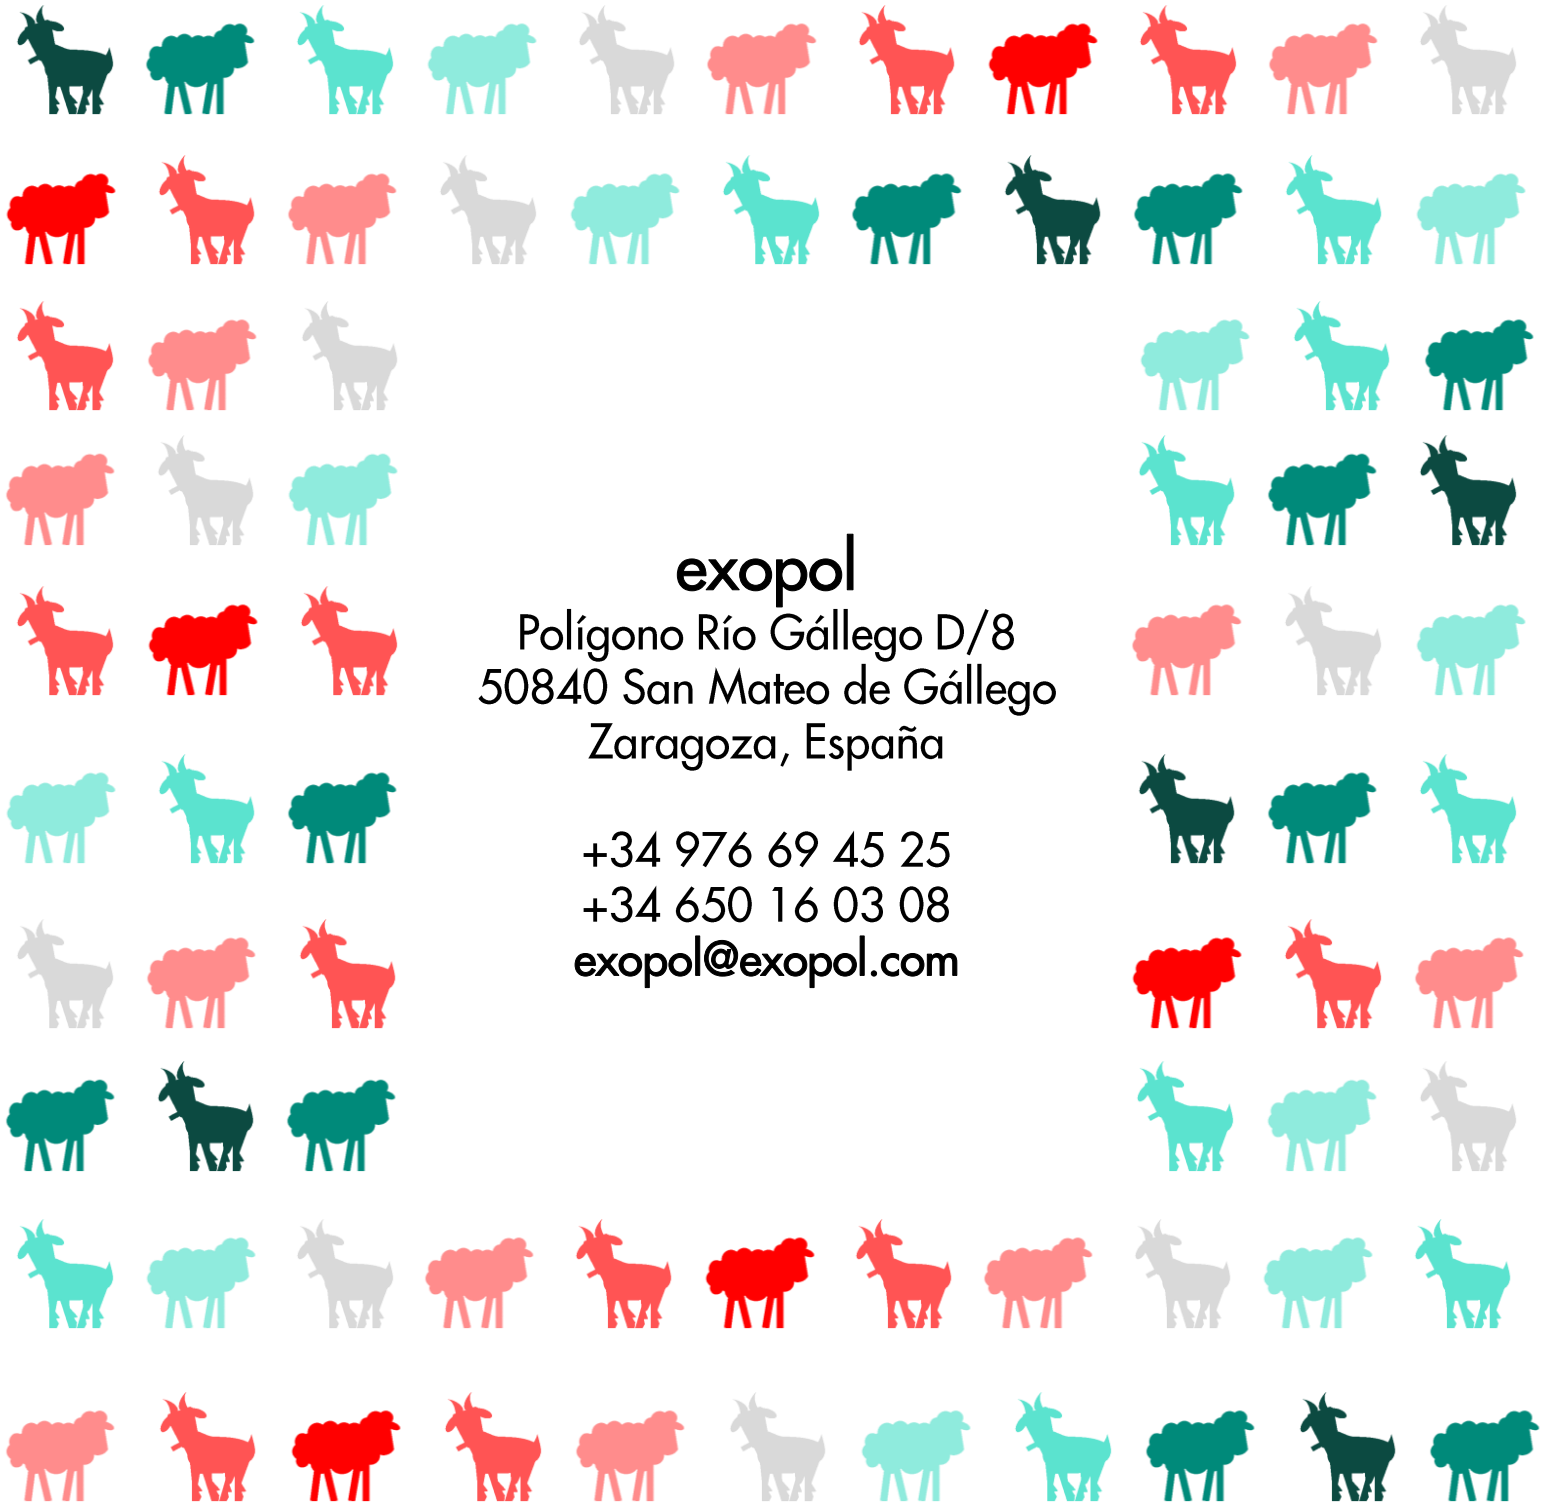 exopol
Polígono Río Gállego D/8
50840 San Mateo de Gállego
Zaragoza, España
+34 976 69 45 25
+34 650 16 03 08
exopol@exopol.com